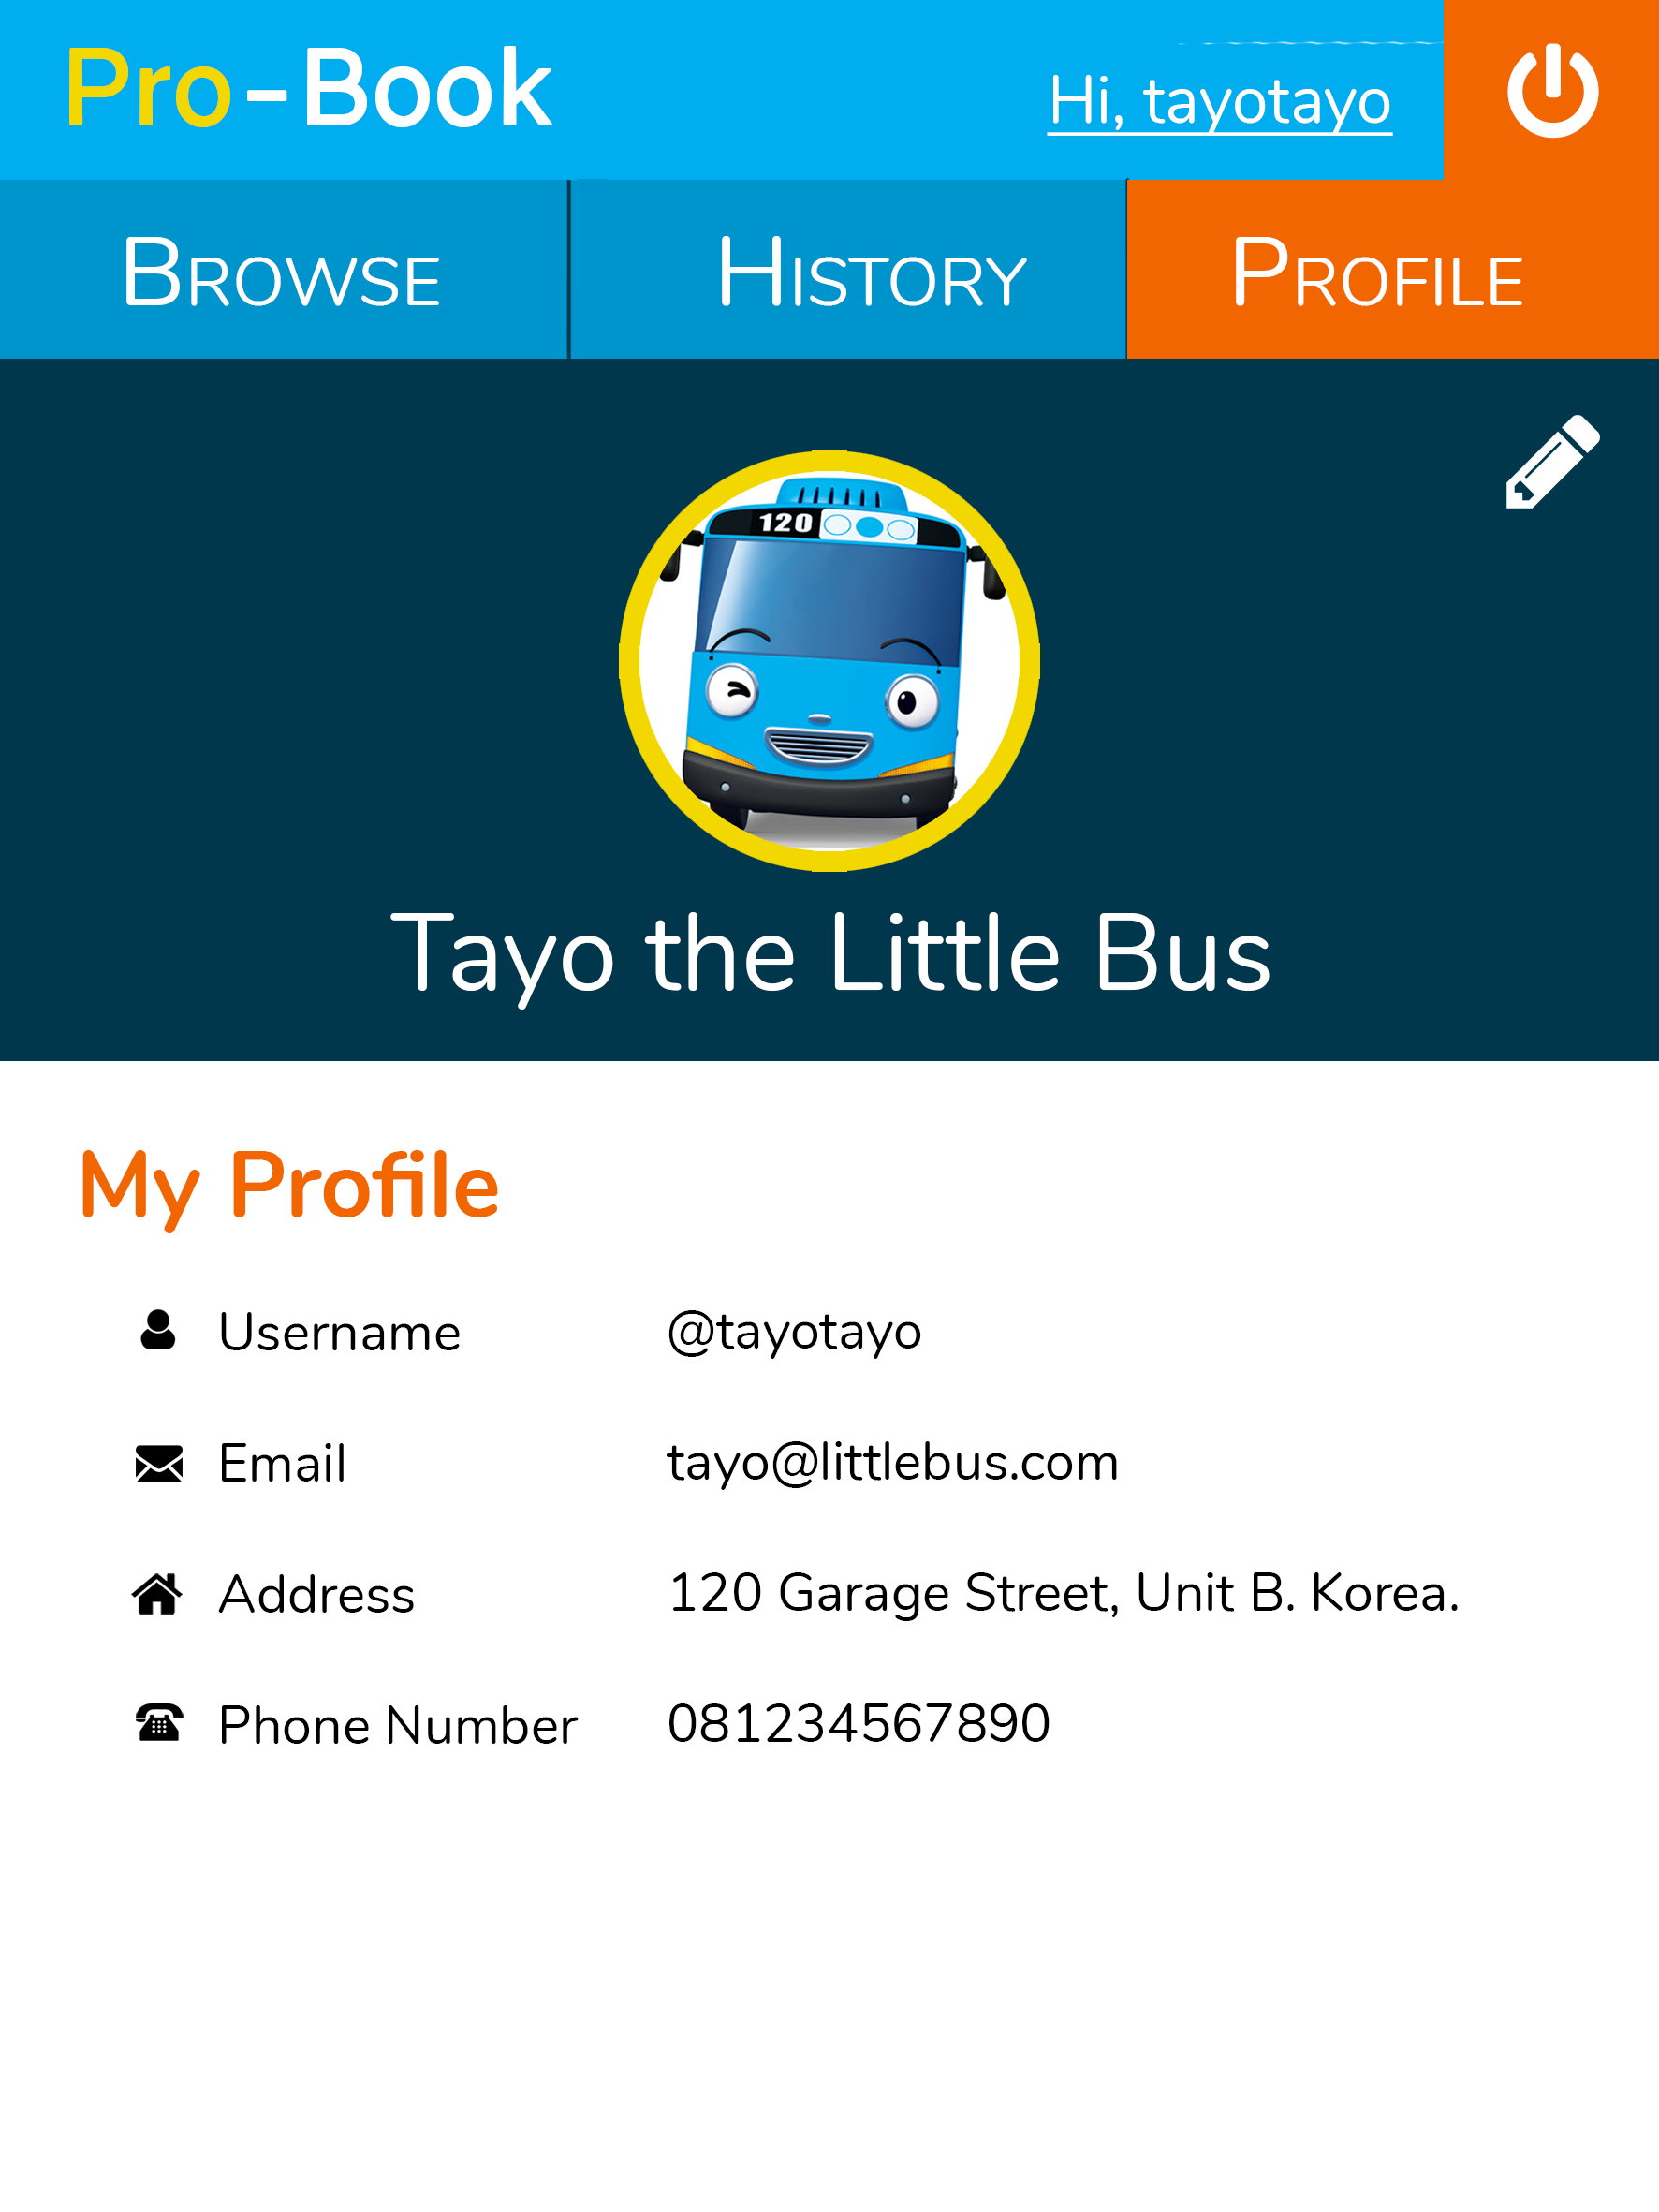 Pro-Book
Hi, tayotayo
BROWSE
HISTORY
PROFILE
120
Tayo the Little Bus
My Profile
Username @tayotayo
Email tayo@littlebus.com
Address 120 Garage Street, Unit B. Korea.
Phone Number 081234567890